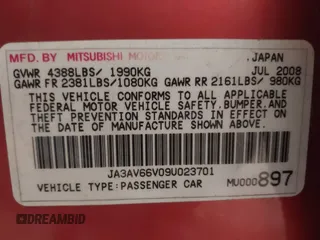 MFD. BY MITSUBISHI MOTOR JAPAN
GVWR 4388LBS/ 1990KG JUL 2008
GAWR FR 2381LBS/1080KG GAWR RR 2161LBS/ 980KG
THIS VEHICLE CONFORMS TO ALL APPLICABLE
FEDERAL MOTOR VEHICLE SAFETY,BUMPER,AND
THEFT PREVENTION STANDARDS IN EFFECT ON
THE DATE OF MANUFACTURE SHOWN ABOVE.
JA3AV66V09U023701
VEHICLE TYPE:PASSENGER CAR MU000897
© DREAMBID